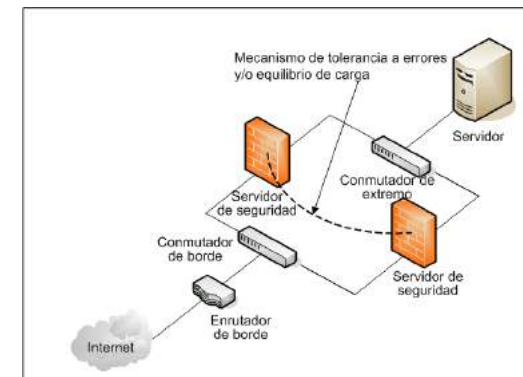 Mecanismo de tolerancia a errores
y/o equilibrio de carga
Servidor
Conmutador de
extremo
Servidor
de seguridad
Conmutador
de borde
Servidor de
seguridad
Enrutador
de borde
Internet